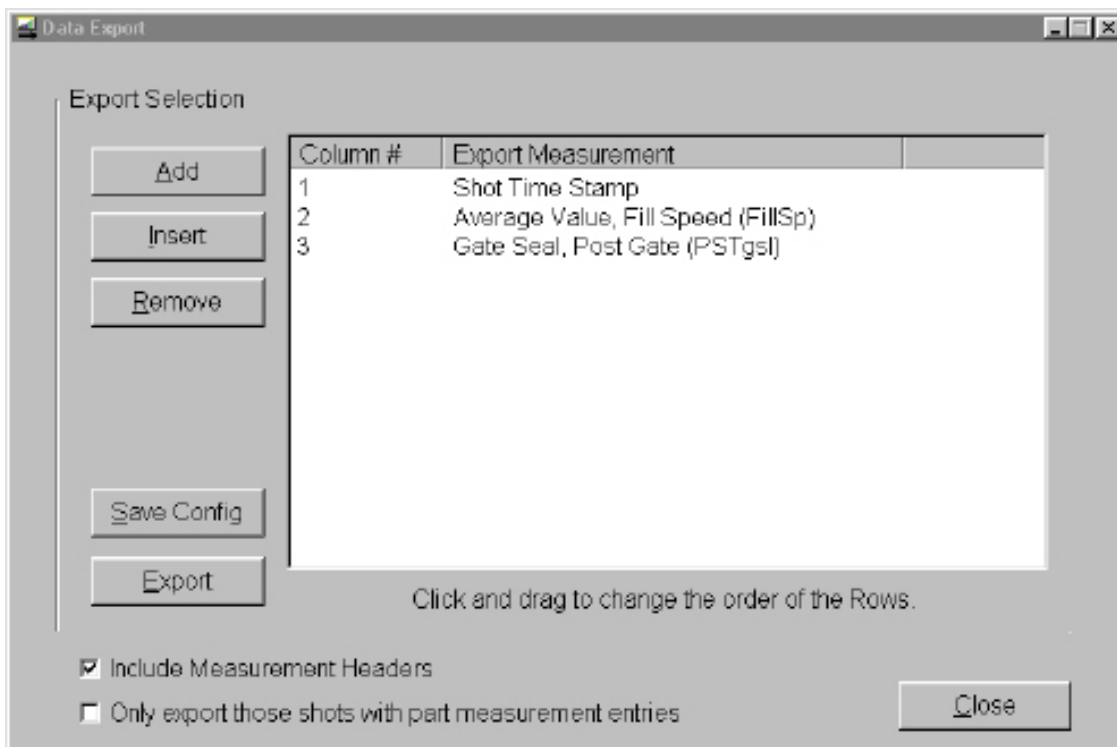 Data Export
Export Selection
Add
Insert
Remove
Save Config
Export
Column # Export Measurement
1 Shot Time Stamp
2 Average Value, Fill Speed (FillSp)
3 Gate Seal, Post Gate (PSTgsl)
Click and drag to change the order of the Rows.
Include Measurement Headers
Only export those shots with part measurement entries
Close